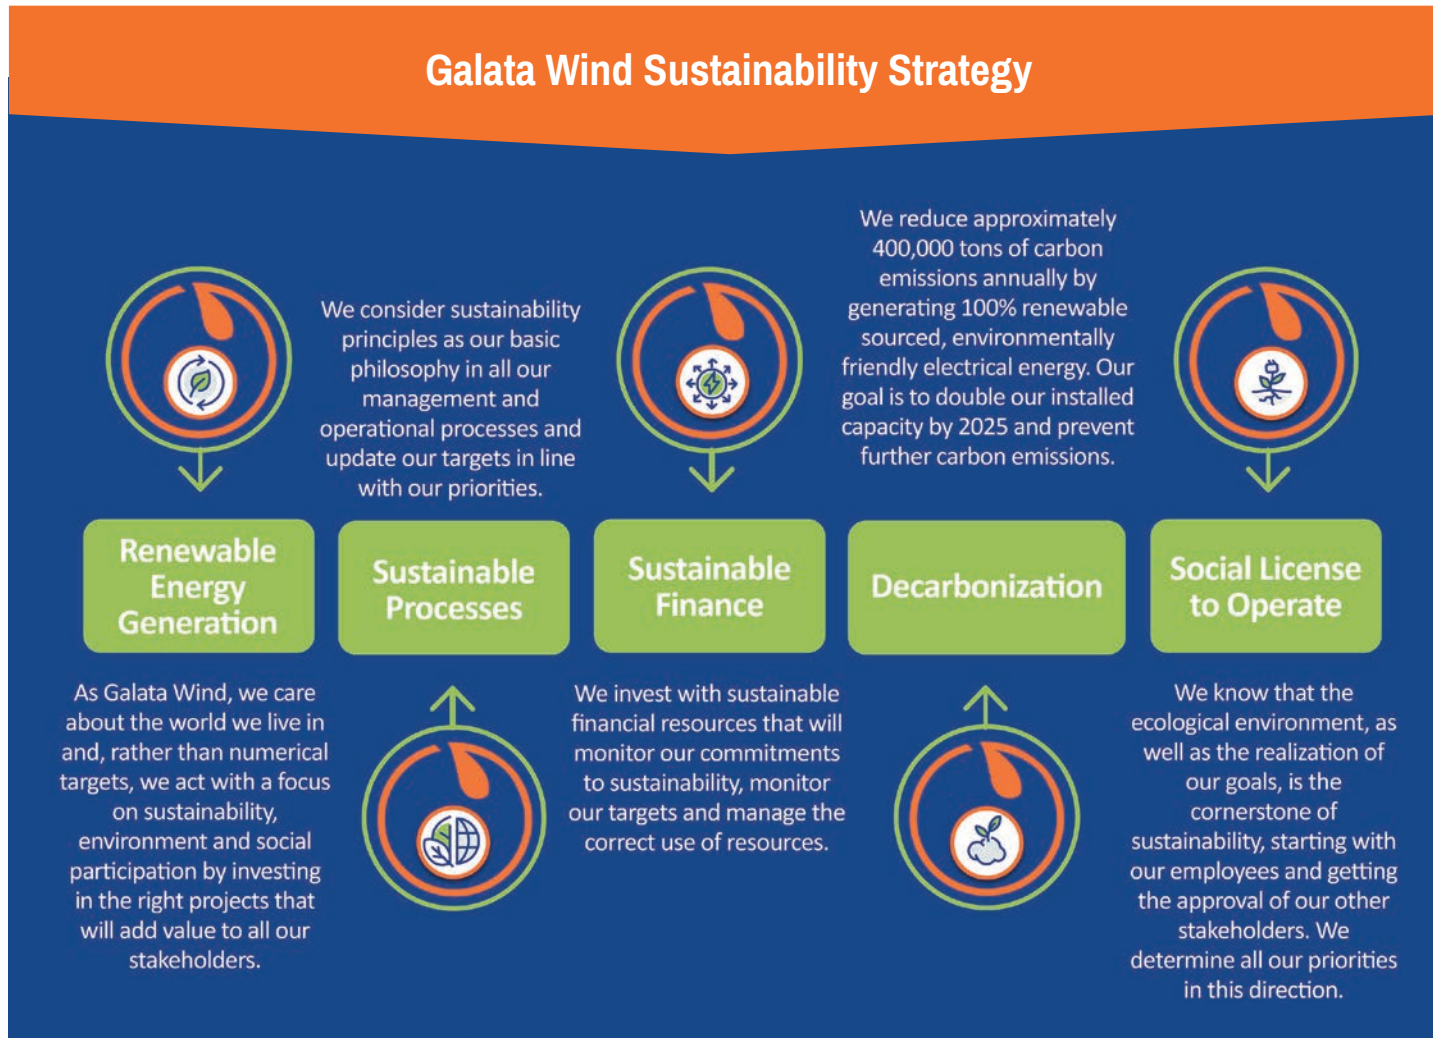 Galata Wind Sustainability Strategy
Renewable
Energy
Generation
As Galata Wind, we care
about the world we live in
and, rather than numerical
targets, we act with a focus
on sustainability,
environment and social
participation by investing
in the right projects that
will add value to all our
stakeholders.
We consider sustainability
principles as our basic
philosophy in all our
management and
operational processes and
update our targets in line
with our priorities.
Sustainable
Processes
Sustainable
Finance
We invest with sustainable
financial resources that will
monitor our commitments
to sustainability, monitor
our targets and manage the
correct use of resources.
We reduce approximately
400,000 tons of carbon
emissions annually by
generating 100% renewable
sourced, environmentally
friendly electrical energy. Our
goal is to double our installed
capacity by 2025 and prevent
further carbon emissions.
Decarbonization
Social License
to Operate
We know that the
ecological environment, as
well as the realization of
our goals, is the
cornerstone of
sustainability, starting with
our employees and getting
the approval of our other
stakeholders. We
determine all our priorities
in this direction.